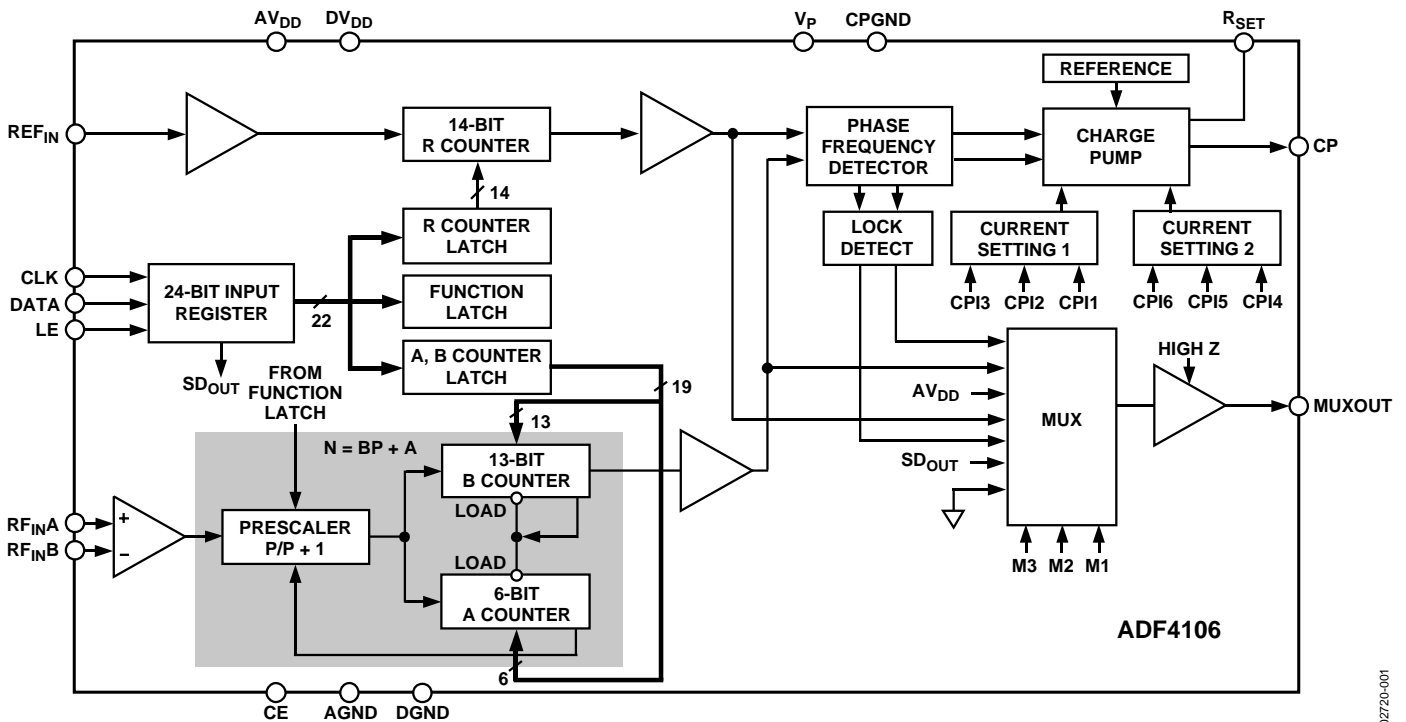 AVDD DVDD VP CPGND RSET
REFERENCE
REFIN
14-BIT
R COUNTER
PHASE
FREQUENCY
DETECTOR
CHARGE
PUMP
CP
14
R COUNTER
LATCH
LOCK
DETECT
CURRENT
SETTING 1
CURRENT
SETTING 2
CLK
DATA
LE
24-BIT INPUT
REGISTER
22
FUNCTION
LATCH
CPI3 CPI2 CPI1 CPI6 CPI5 CPI4
A, B COUNTER
LATCH
SDOUT
FROM
FUNCTION
LATCH
19
13
HIGH Z
AVDD
MUX
MUXOUT
SDOUT
N = BP + A
13-BIT
B COUNTER
LOAD
RFINA
RFINB
+
–
PRESCALER
P/P + 1
LOAD
6-BIT
A COUNTER
6
M3 M2 M1
ADF4106
CE AGND DGND
02720-001